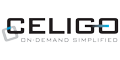 CELIGO
ON-DEMAND SIMPLIFIED